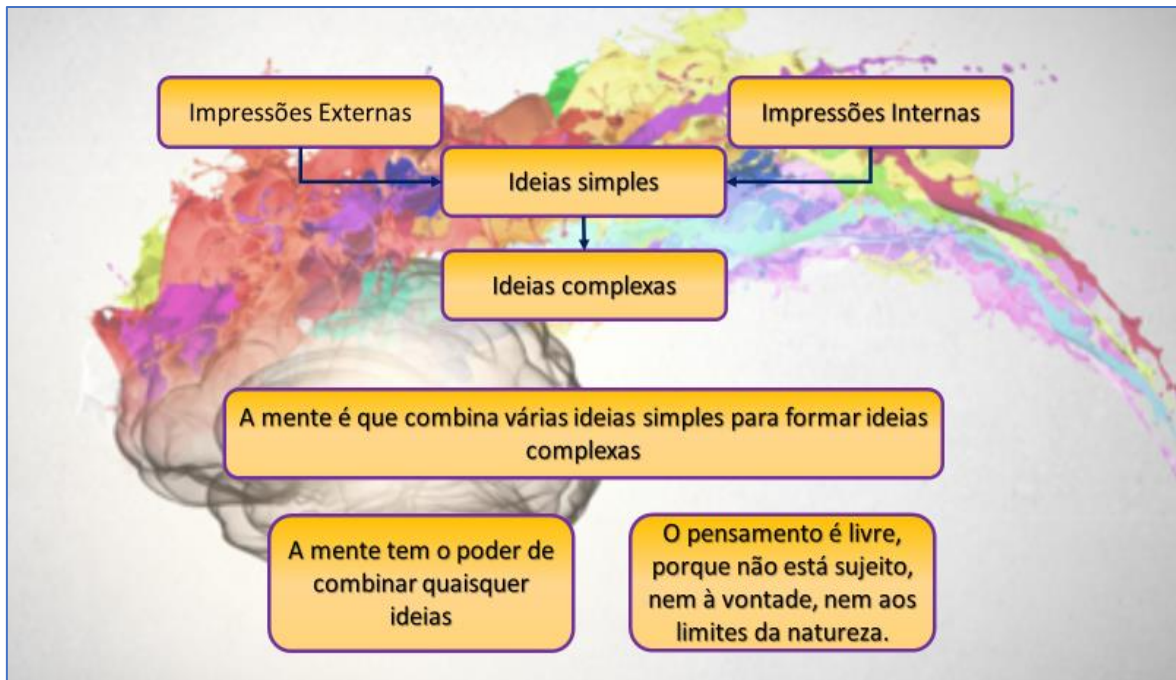 Impressões Externas
Impressões Internas
Ideias simples
Ideias complexas
A mente é que combina várias ideias simples para formar ideias
complexas
A mente tem o poder de
combinar quaisquer
ideias
O pensamento é livre,
porque não está sujeito,
nem à vontade, nem aos
limites da natureza.